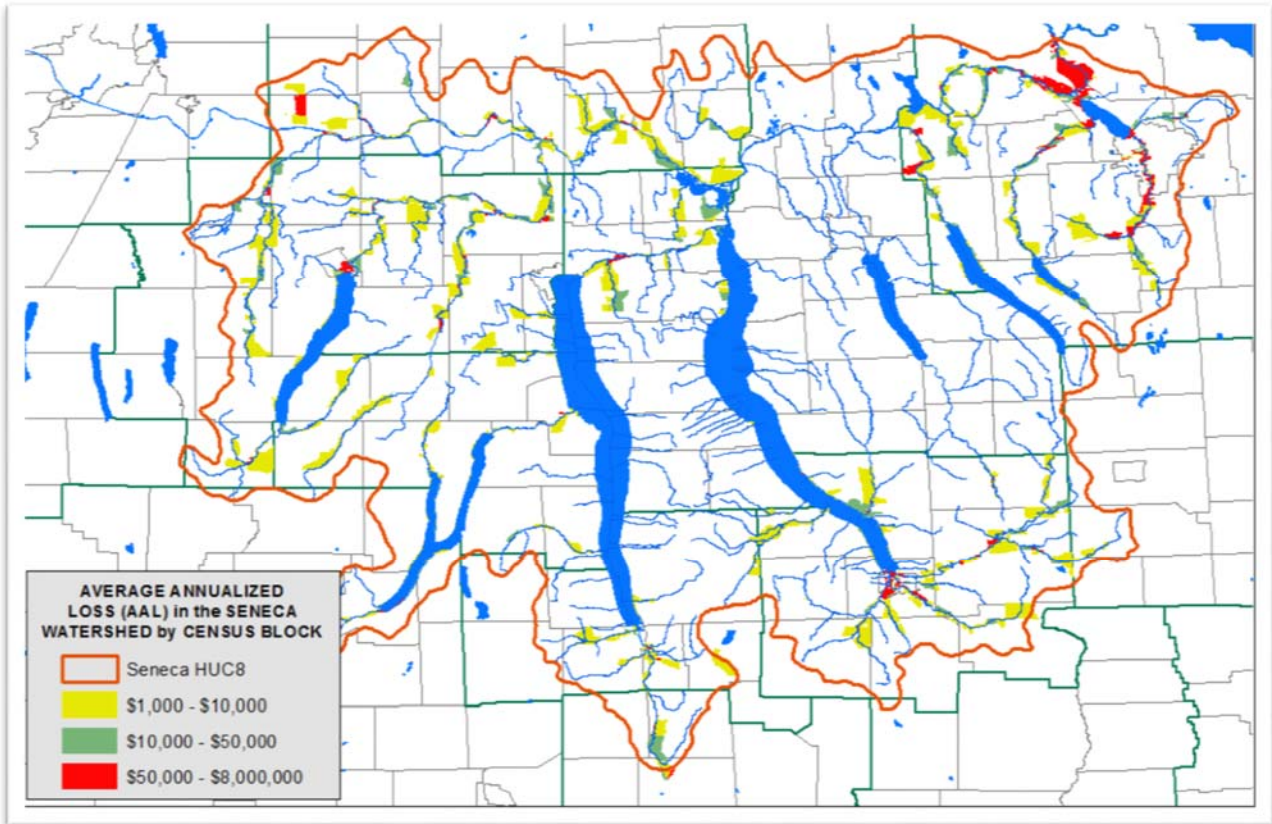 AVERAGE ANNUALIZED
LOSS (AAL) in the SENECA
WATERSHED by CENSUS BLOCK
Seneca HUC8
$1,000 - $10,000
$10,000 - $50,000
$50,000 - $8,000,000